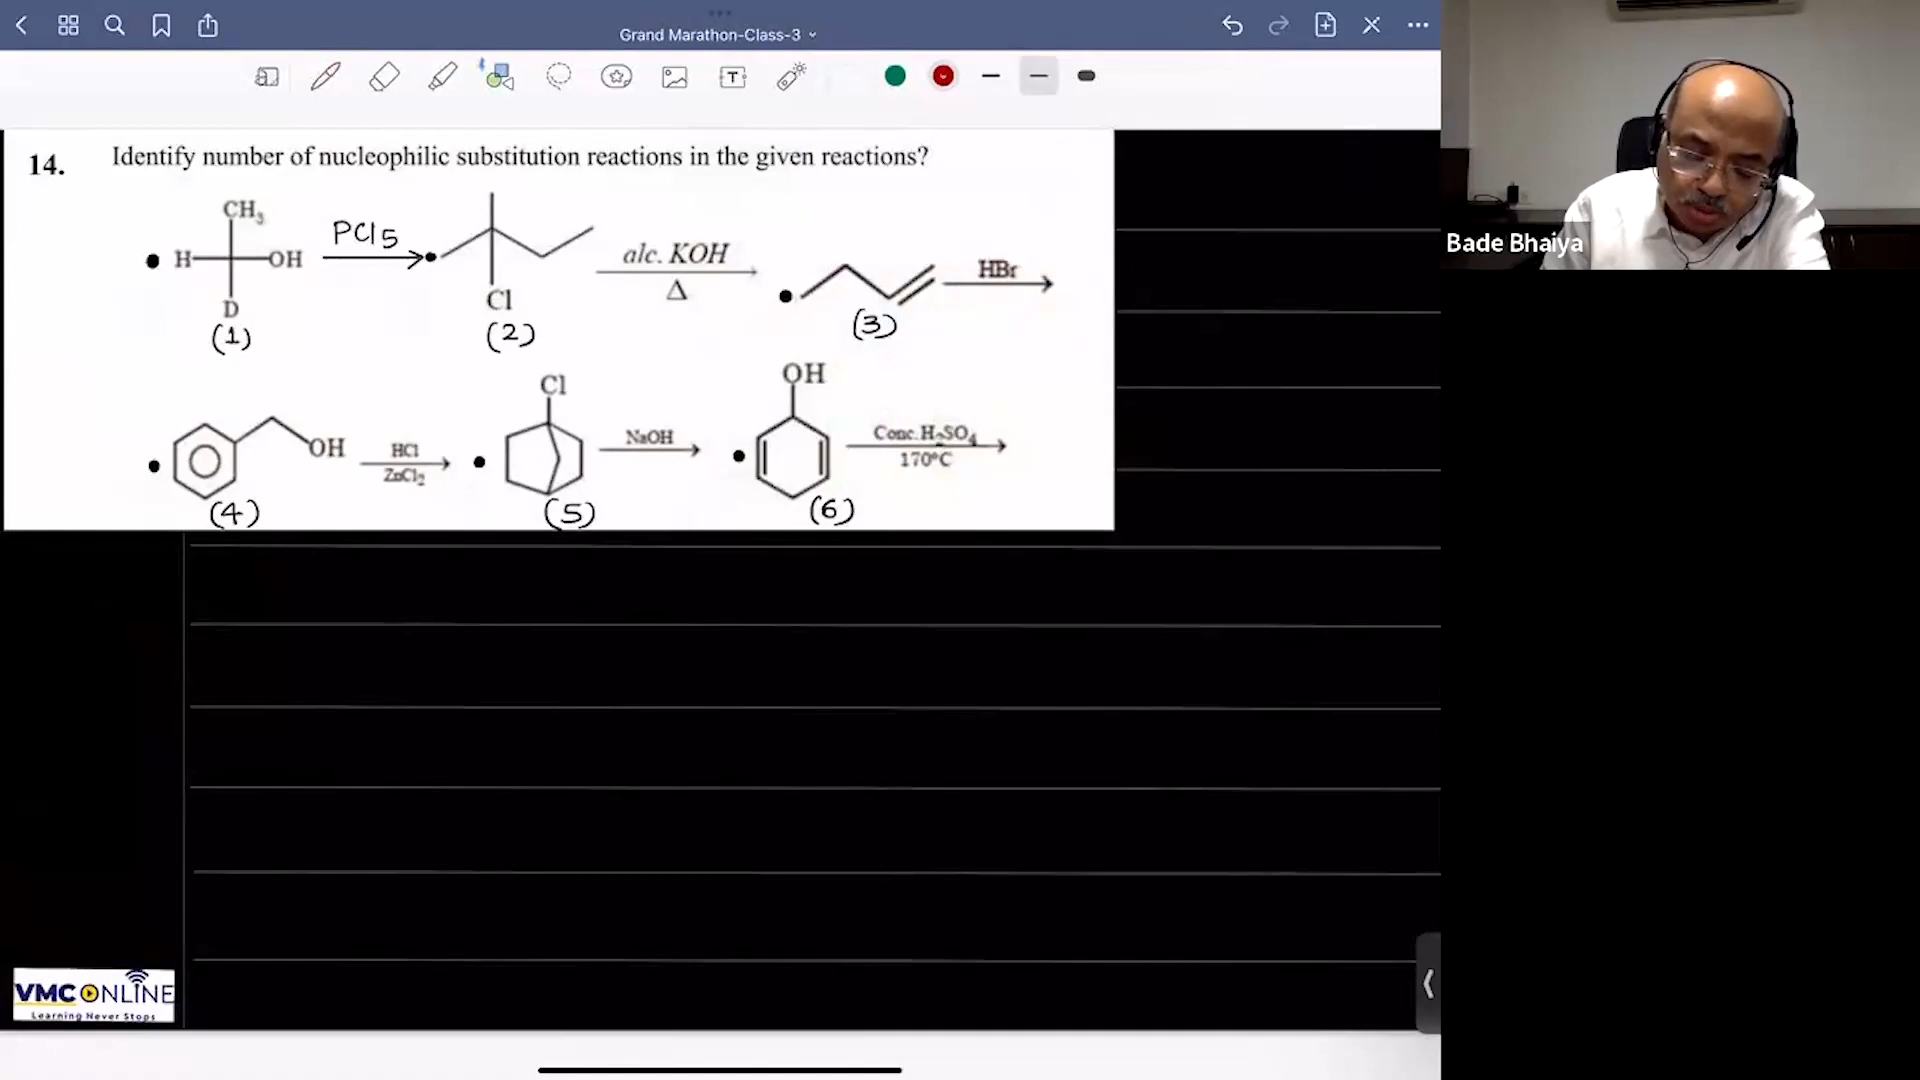 Grand Marathon-Class-3
Bade Bhaiya
14. Identify number of nucleophilic substitution reactions in the given reactions?
CH3
H OH
D
(1)
PCl5
Cl
(2)
alc. KOH
Δ
(3)
HBr
OH
(4)
HCl
ZnCl2
Cl
(5)
NaOH
OH
(6)
Conc. H2SO4
170°C
VMC ONLINE
Learning Never Stops